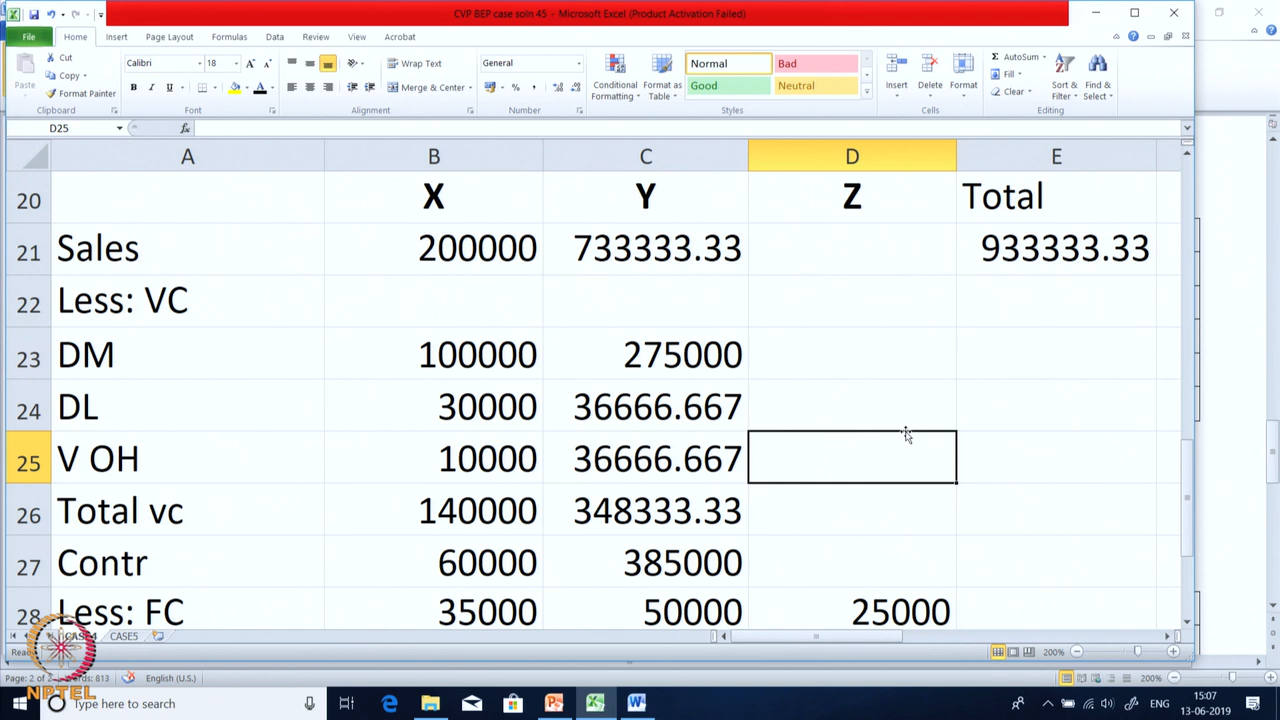 CVP BEP case soln 45 - Microsoft Excel (Product Activation Failed)
File Home Insert Page Layout Formulas Data Review View Acrobat
Cut
Copy
Format Painter
Paste
Clipboard
Calibri 18
B I U
Font
Wrap Text
Merge & Center
Alignment
General
Number
Conditional Formatting
Format as Table
Normal Bad
Good Neutral
Styles
Insert Delete Format
Cells
AutoSum
Fill
Clear
Sort & Filter
Find & Select
Editing
D25 fx
A B C D E
20 X Y Z Total
21 Sales 200000 733333.33 933333.33
22 Less: VC
23 DM 100000 275000
24 DL 30000 36666.667
25 V OH 10000 36666.667
26 Total vc 140000 348333.33
27 Contr 60000 385000
28 Less: FC 35000 50000 25000
CASE5
200%
English (U.S.)
200%
NPTEL
Type here to search
ENG
15:07
13-06-2019